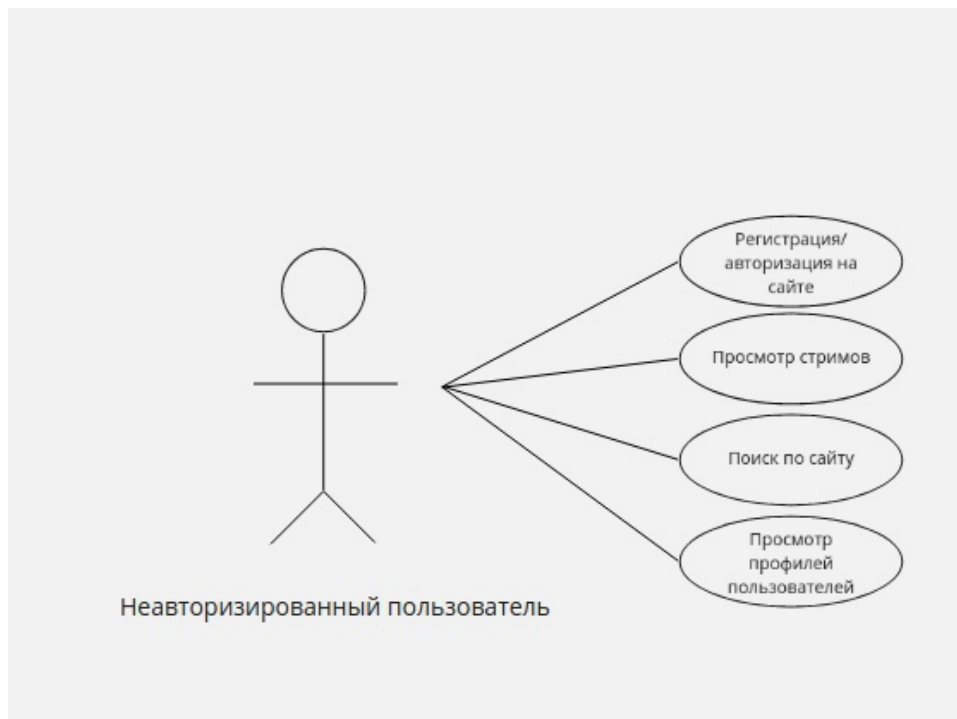 Регистрация/
авторизация на
сайте
Просмотр стримов
Поиск по сайту
Просмотр
профилей
пользователей
Неавторизированный пользователь